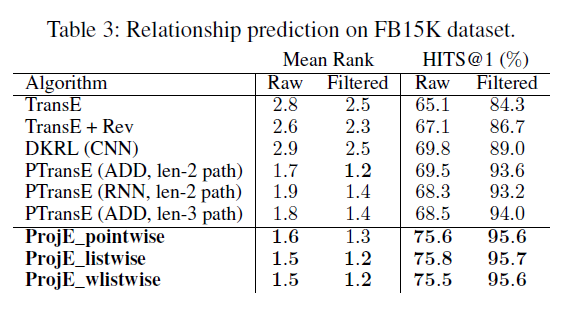 Table 3: Relationship prediction on FB15K dataset.
Mean Rank HITS@1 (%)
Algorithm Raw Filtered Raw Filtered
TransE 2.8 2.5 65.1 84.3
TransE + Rev 2.6 2.3 67.1 86.7
DKRL (CNN) 2.9 2.5 69.8 89.0
PTransE (ADD, len-2 path) 1.7 1.2 69.5 93.6
PTransE (RNN, len-2 path) 1.9 1.4 68.3 93.2
PTransE (ADD, len-3 path) 1.8 1.4 68.5 94.0
ProjE_pointwise 1.6 1.3 75.6 95.6
ProjE_listwise 1.5 1.2 75.8 95.7
ProjE_wlistwise 1.5 1.2 75.5 95.6